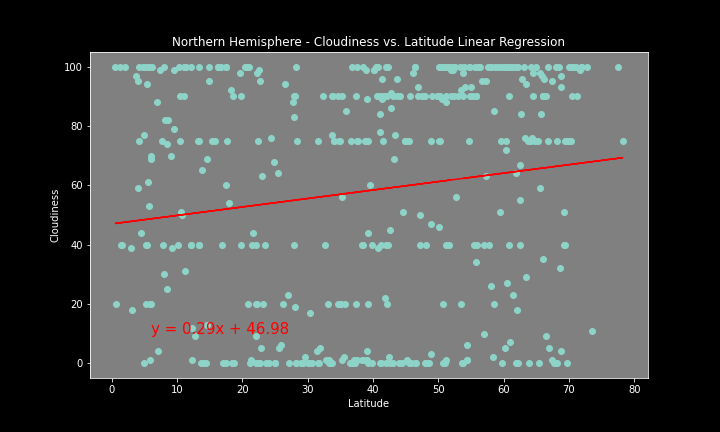 Northern Hemisphere - Cloudiness vs. Latitude Linear Regression
100
80
60
40
20
0
Cloudiness
y = 0.29x + 46.98
0 10 20 30 40 50 60 70 80
Latitude